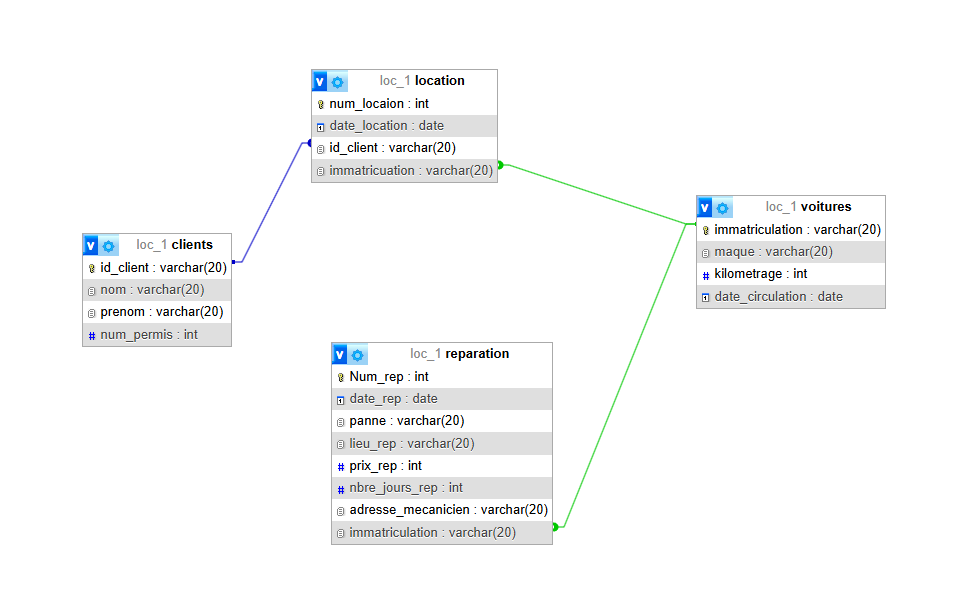 v loc_1 location
num_locaion : int
date_location : date
id_client : varchar(20)
immatricuation : varchar(20)
v loc_1 clients
id_client : varchar(20)
nom : varchar(20)
prenom : varchar(20)
# num_permis : int
v loc_1 voitures
immatriculation : varchar(20)
maque : varchar(20)
# kilometrage : int
date_circulation : date
v loc_1 reparation
Num_rep : int
date_rep : date
panne : varchar(20)
lieu_rep : varchar(20)
# prix_rep : int
# nbre_jours_rep : int
adresse_mecanicien : varchar(20)
immatriculation : varchar(20)